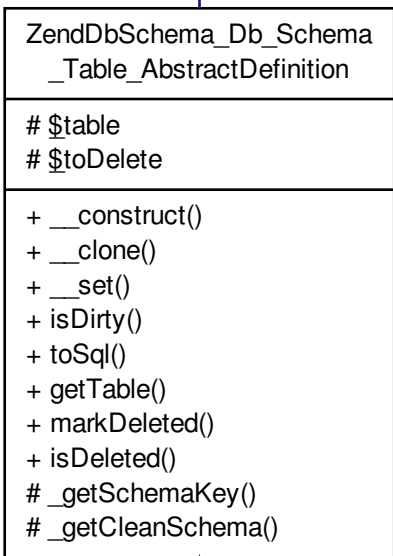 ZendDbSchema_Db_Schema
_Table_AbstractDefinition
# $table
# $toDelete
+ __construct()
+ __clone()
+ __set()
+ isDirty()
+ toSql()
+ getTable()
+ markDeleted()
+ isDeleted()
# _getSchemaKey()
# _getCleanSchema()